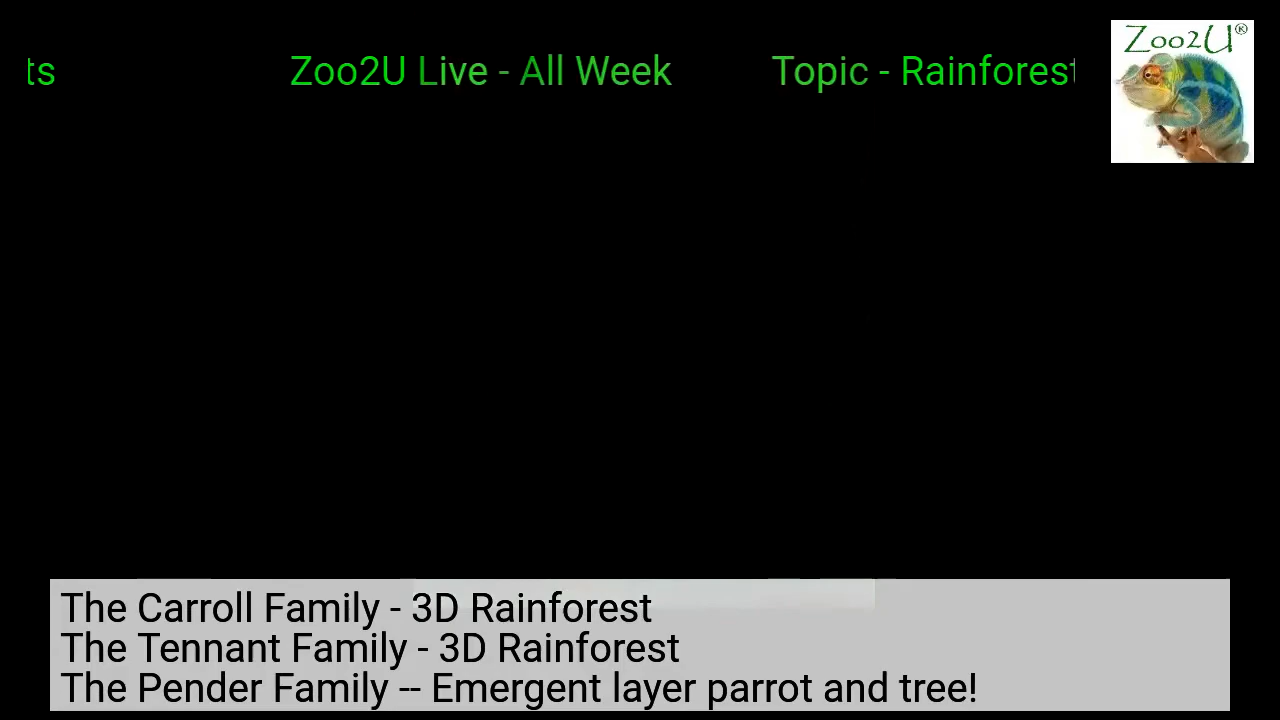 ts Zoo2U Live - All Week Topic - Rainforest
Zoo2U®
The Carroll Family - 3D Rainforest
The Tennant Family - 3D Rainforest
The Pender Family -- Emergent layer parrot and tree!